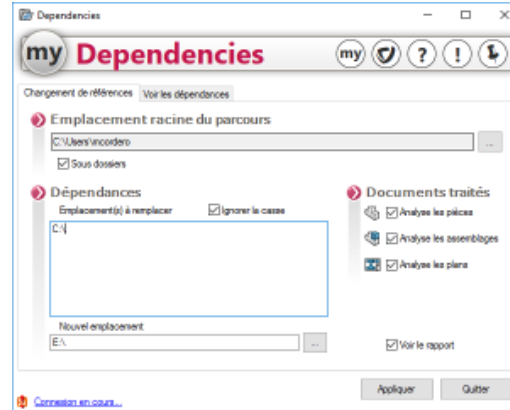 Dependencies
my Dependencies
my ? !
Changement de références Voir les dépendances
Emplacement racine du parcours
C:\Users\mcordero
...
Sous dossiers
Dépendances
Emplacement(s) à remplacer
Ignorer la casse
C:\
Nouvel emplacement
E:\
...
Documents traités
Analyse les pièces
Analyse les assemblages
Analyse les plans
Voir le rapport
Appliquer Quitter
Connexion en cours...